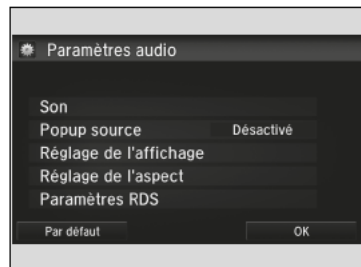 Paramètres audio
Son
Popup source Désactivé
Réglage de l'affichage
Réglage de l'aspect
Paramètres RDS
Par défaut OK